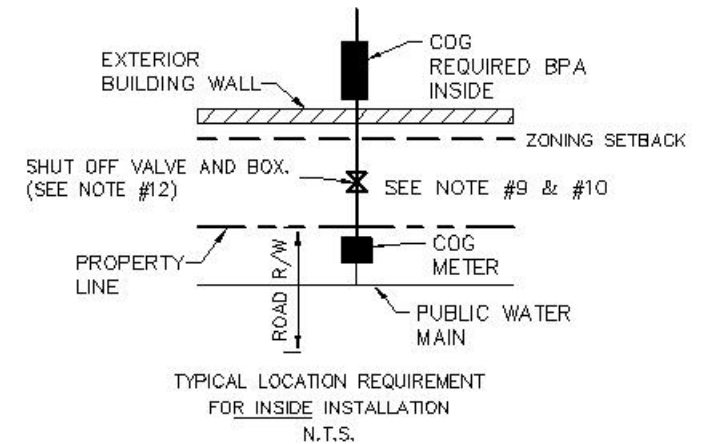 COG
REQUIRED BPA
INSIDE
EXTERIOR
BUILDING WALL
ZONING SETBACK
SHUT OFF VALVE AND BOX.
(SEE NOTE #12)
SEE NOTE #9 & #10
PROPERTY
LINE
ROAD R/W
COG
METER
PUBLIC WATER
MAIN
TYPICAL LOCATION REQUIREMENT
FOR INSIDE INSTALLATION
N.T.S.